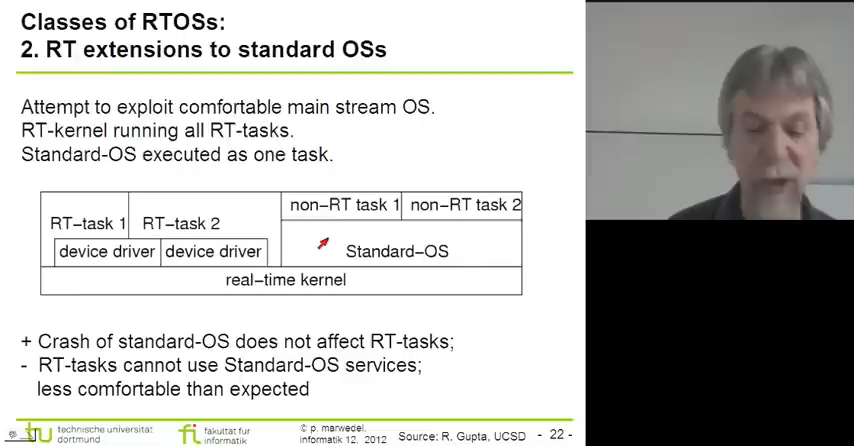 Classes of RTOSs:
2. RT extensions to standard OSs
Attempt to exploit comfortable main stream OS.
RT-kernel running all RT-tasks.
Standard-OS executed as one task.
non−RT task 1 non−RT task 2
RT−task 1 RT−task 2
device driver device driver Standard−OS
real−time kernel
+ Crash of standard-OS does not affect RT-tasks;
- RT-tasks cannot use Standard-OS services;
less comfortable than expected
tu technische universität
dortmund
fi fakultät für
informatik
© p. marwedel,
informatik 12, 2012
Source: R. Gupta, UCSD
- 22 -